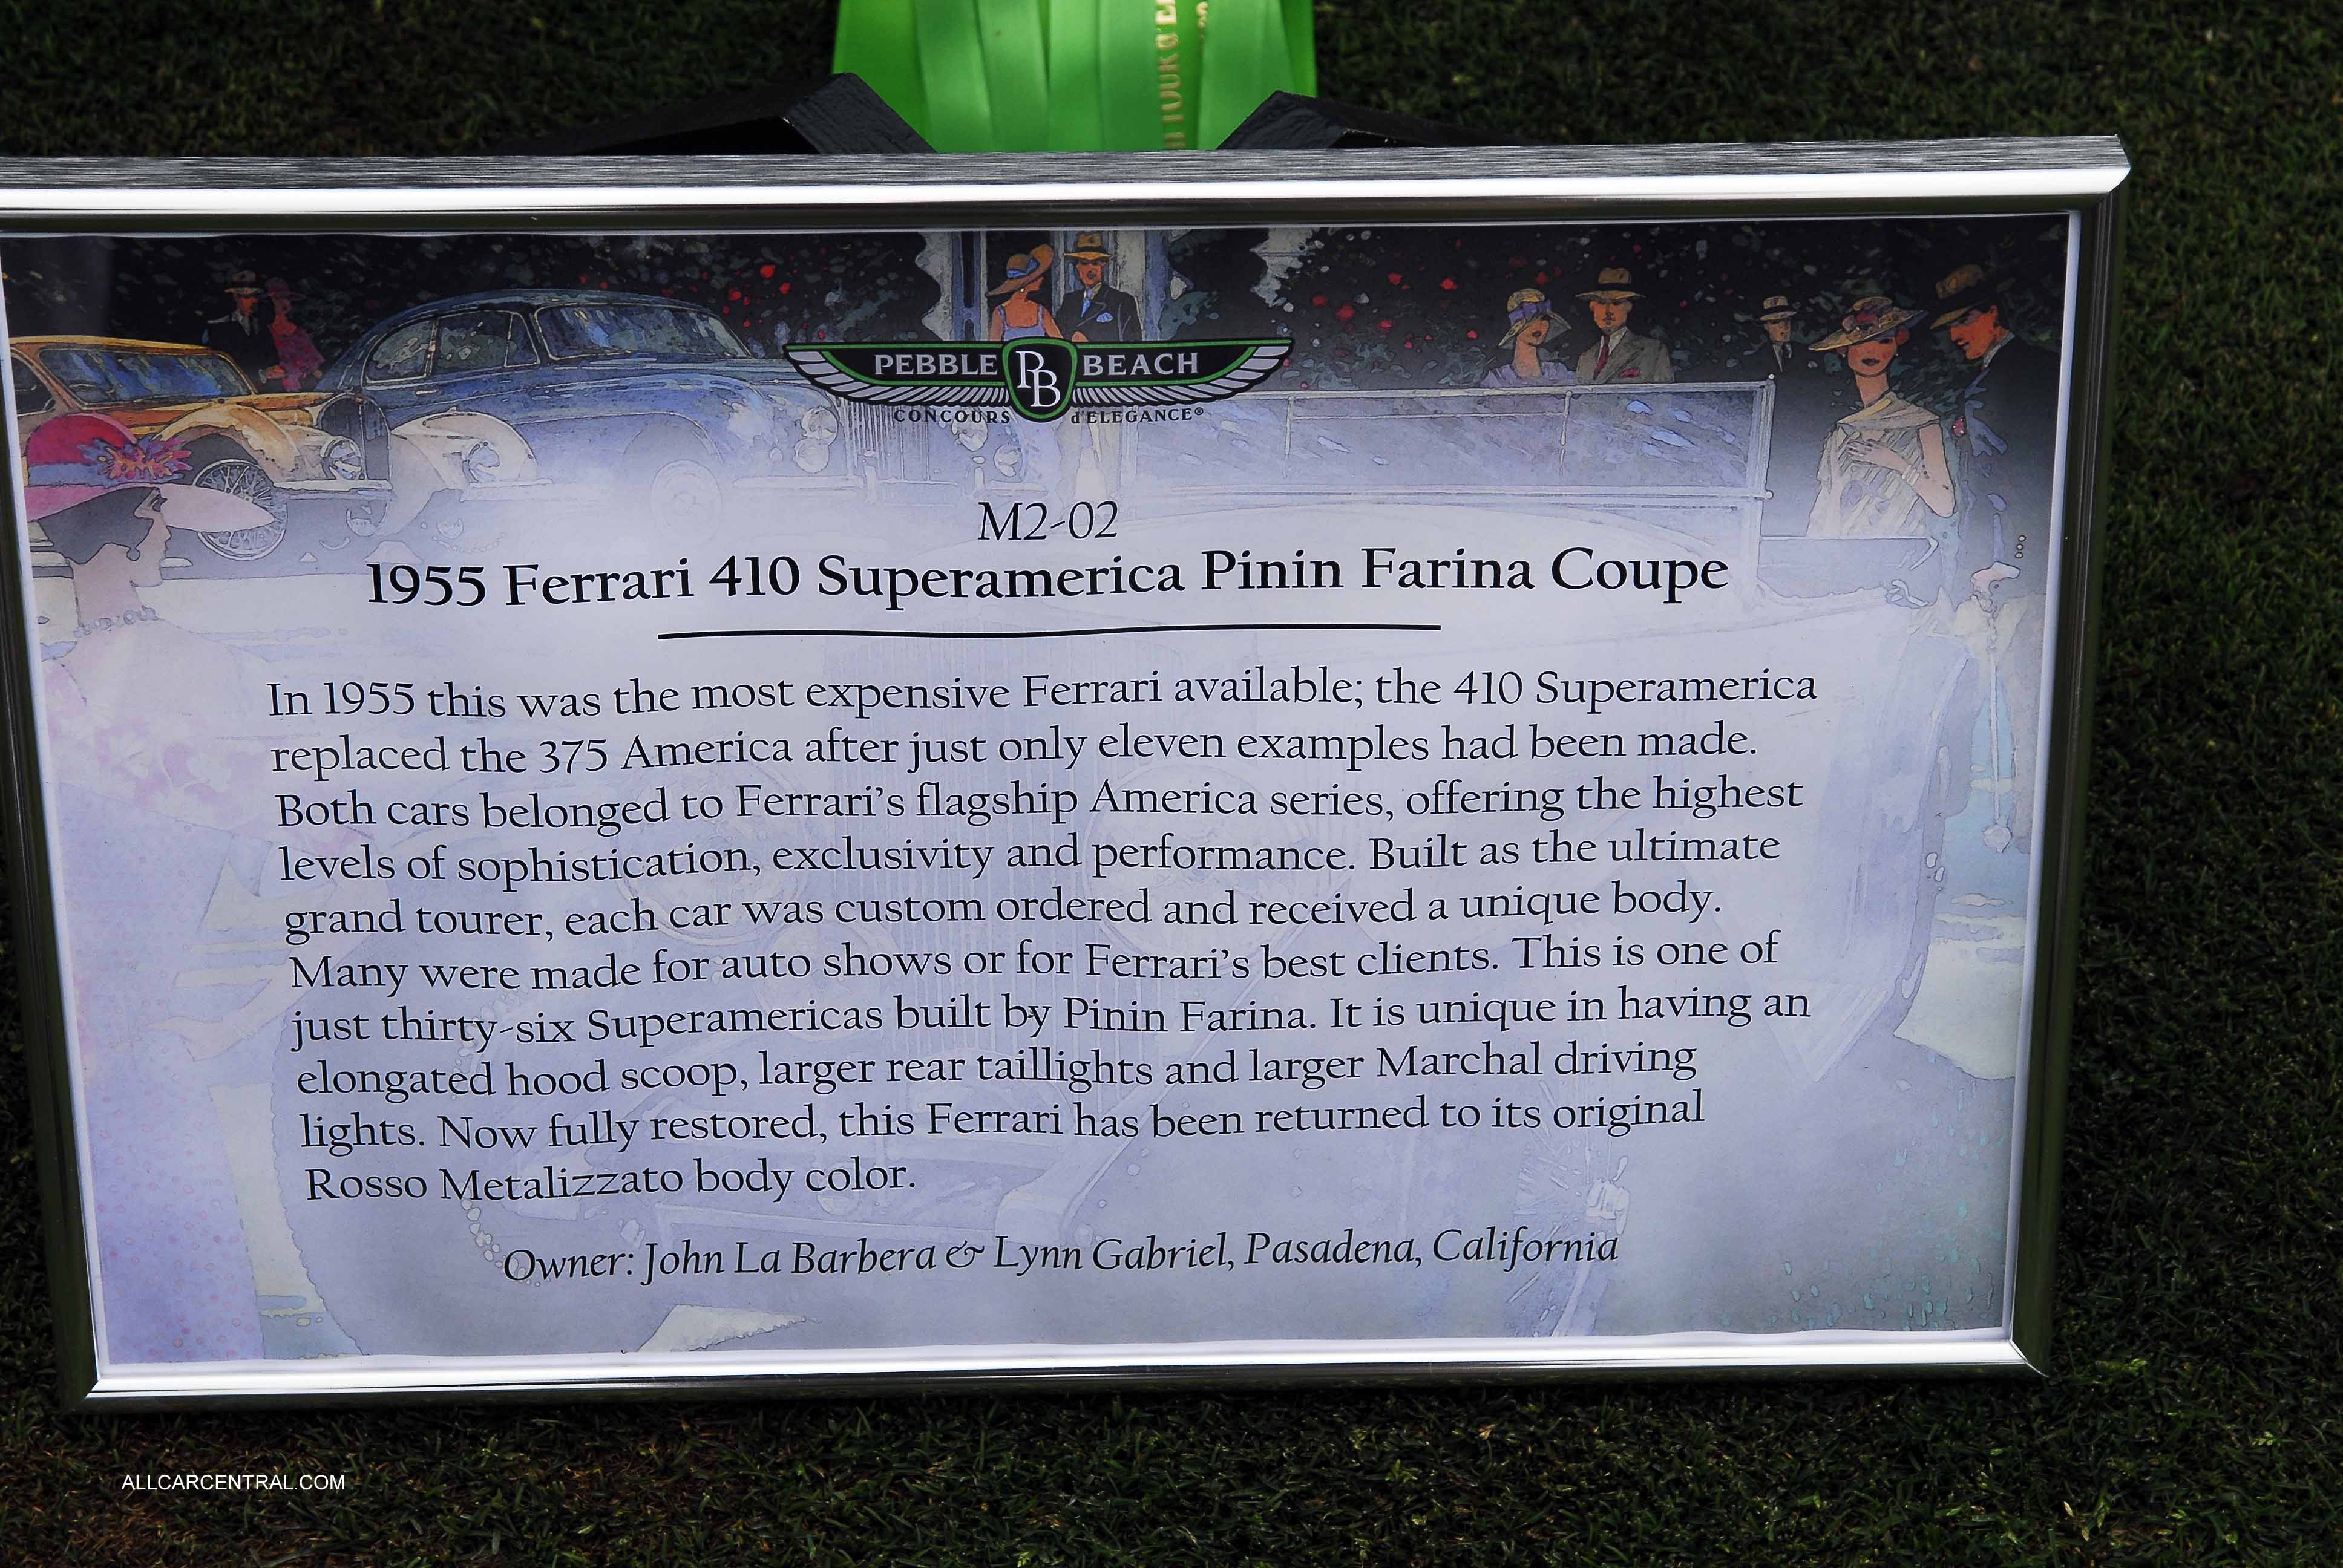 PEBBLE PB BEACH
CONCOURS d'ELEGANCE®
M2-02
1955 Ferrari 410 Superamerica Pinin Farina Coupe
In 1955 this was the most expensive Ferrari available; the 410 Superamerica
replaced the 375 America after just only eleven examples had been made.
Both cars belonged to Ferrari's flagship America series, offering the highest
levels of sophistication, exclusivity and performance. Built as the ultimate
grand tourer, each car was custom ordered and received a unique body.
Many were made for auto shows or for Ferrari's best clients. This is one of
just thirty-six Superamericas built by Pinin Farina. It is unique in having an
elongated hood scoop, larger rear taillights and larger Marchal driving
lights. Now fully restored, this Ferrari has been returned to its original
Rosso Metalizzato body color.
Owner: John La Barbera & Lynn Gabriel, Pasadena, California
ALLCARCENTRAL.COM